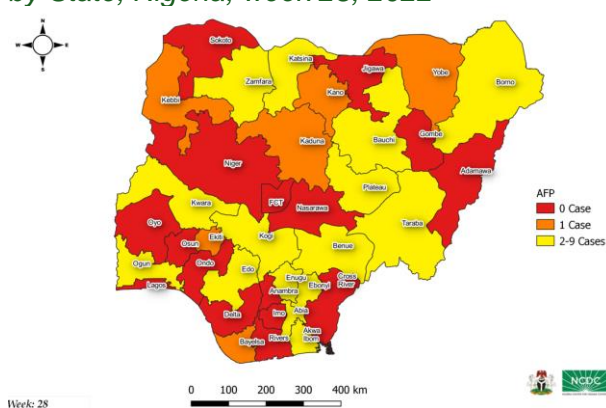 by State, Nigeria, week 28, 2022
N
W
E
S
Sokoto
Katsina
Jigawa
Yobe
Borno
Zamfara
Kebbi
Kano
Kaduna
Bauchi
Gombe
Niger
Adamawa
Plateau
FCT
Nasarawa
Kwara
Taraba
Oyo
Kogi
Benue
Osun
Ekiti
Ondo
Ogun
Edo
Enugu
Cross
River
Ebonyi
Anambra
Lagos
Delta
Imo
Abia
Akwa
Ibom
Rivers
Bayelsa
AFP
0 Case
1 Case
2-9 Cases
Week: 28
0 100 200 300 400 km
NCDC